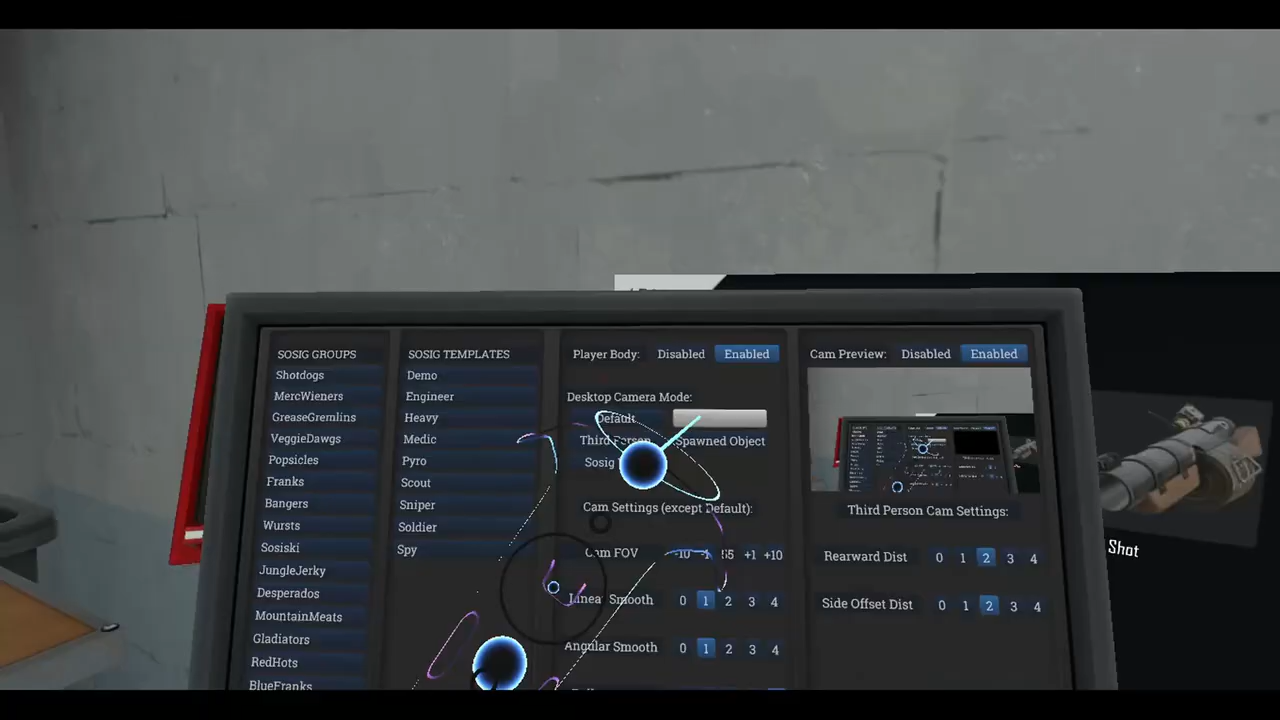 SOSIG GROUPS
Shotdogs
MercWieners
GreaseGremlins
VeggieDawgs
Popsicles
Franks
Bangers
Wursts
Sosiski
JungleJerky
Desperados
MountainMeats
Gladiators
RedHots
BlueFranks
SOSIG TEMPLATES
Demo
Engineer
Heavy
Medic
Pyro
Scout
Sniper
Soldier
Spy
Player Body: Disabled Enabled
Desktop Camera Mode:
Default
Third Person Spawned Object
Sosig
Cam Settings (except Default):
Cam FOV -10 -1 +1 +10
Linear Smooth 0 1 2 3 4
Angular Smooth 0 1 2 3 4
Cam Preview: Disabled Enabled
Third Person Cam Settings:
Rearward Dist 0 1 2 3 4
Side Offset Dist 0 1 2 3 4
Shot